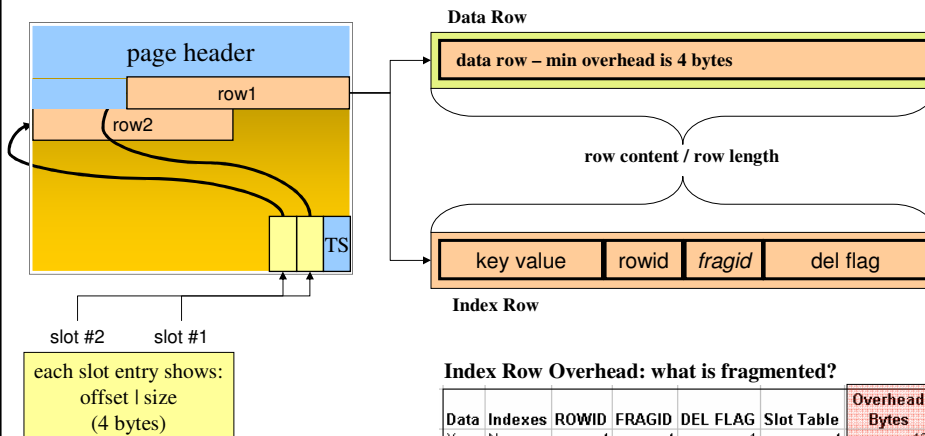 Data Row
page header
data row – min overhead is 4 bytes
row1
row2
row content / row length
TS
key value rowid fragid del flag
Index Row
slot #2 slot #1
each slot entry shows:
offset | size
(4 bytes)
Index Row Overhead: what is fragmented?
Data Indexes ROWID FRAGID DEL FLAG Slot Table Overhead Bytes